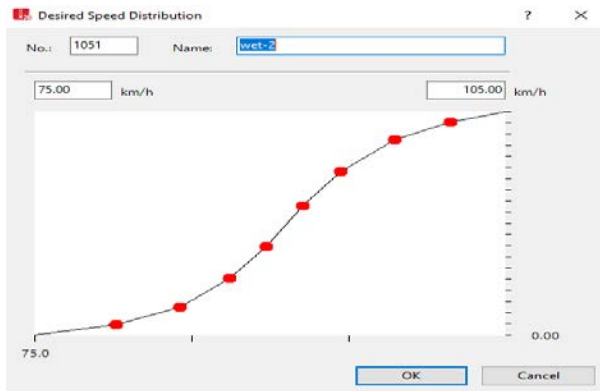 Desired Speed Distribution ? ×
No.: 1051 Name: wet-2
75.00 km/h 105.00 km/h
0.00
75.0
OK Cancel